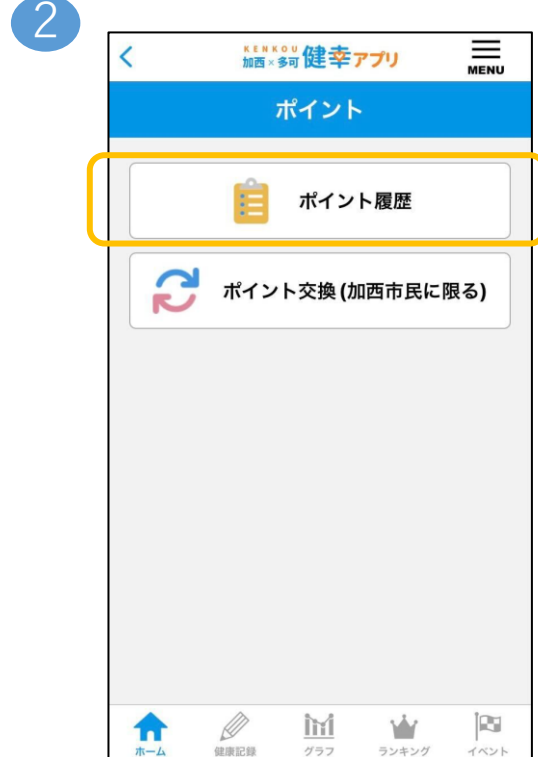 2
KENKOU
加西×多可 健幸アプリ
MENU
ポイント
ポイント履歴
ポイント交換(加西市民に限る)
ホーム
健康記録
グラフ
ランキング
イベント